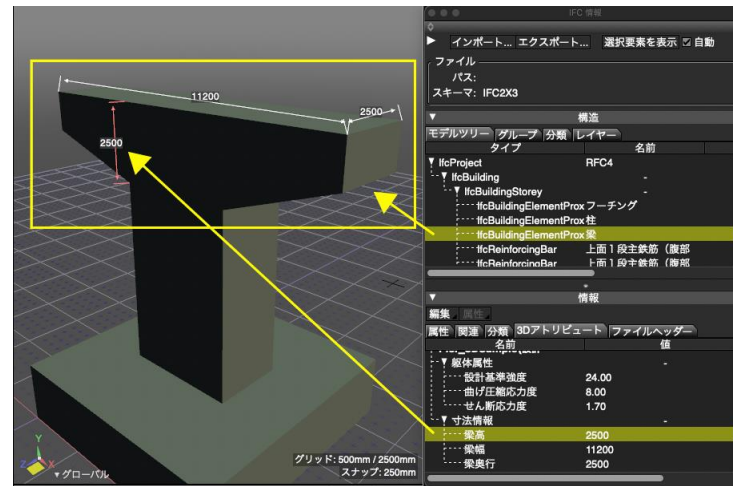 11200
2500
2500
Y
Z
X
▼グローバル
グリッド: 500mm / 2500mm
スナップ: 250mm
IFC 情報
インポート... エクスポート... 選択要素を表示 自動
ファイル
パス:
スキーマ: IFC2X3
構造
モデルツリー グループ 分類 レイヤー
タイプ 名前
IfcProject RFC4
IfcBuilding -
IfcBuildingStorey -
IfcBuildingElementProx フーチング
IfcBuildingElementProx 柱
IfcBuildingElementProx 梁
IfcReinforcingBar 上面1段主鉄筋（腹部
IfcReinforcingBar 上面1段主鉄筋（腹部
情報
編集 属性
属性 関連 分類 3Dアトリビュート ファイルヘッダー
名前 値
躯体属性 -
設計基準強度 24.00
曲げ圧縮応力度 8.00
せん断応力度 1.70
寸法情報 -
梁高 2500
梁幅 11200
梁奥行 2500